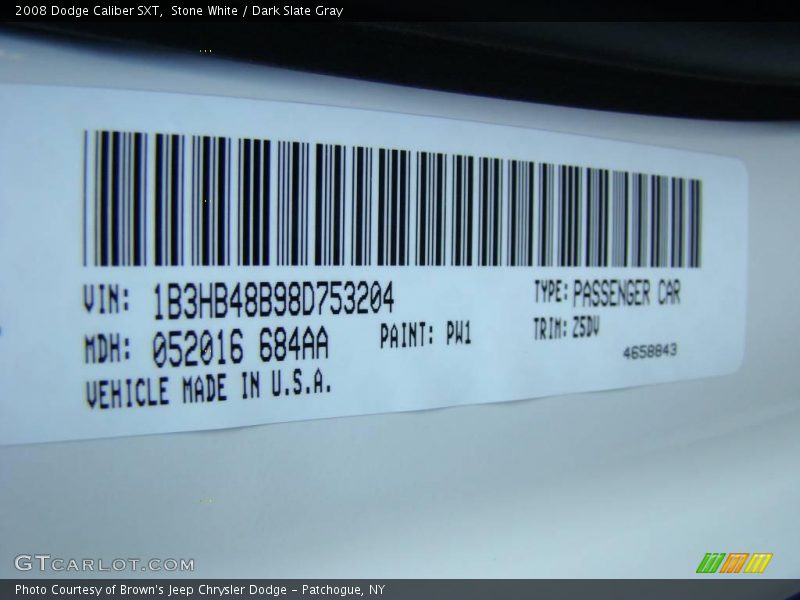 2008 Dodge Caliber SXT,  Stone White / Dark Slate Gray
VIN: 1B3HB48B98D753204
TYPE: PASSENGER CAR
MDH: 052016 684AA
PAINT: PW1
TRIM: Z5DV
4658843
VEHICLE MADE IN U.S.A.
GTCARLOT.COM
Photo Courtesy of Brown's Jeep Chrysler Dodge - Patchogue, NY